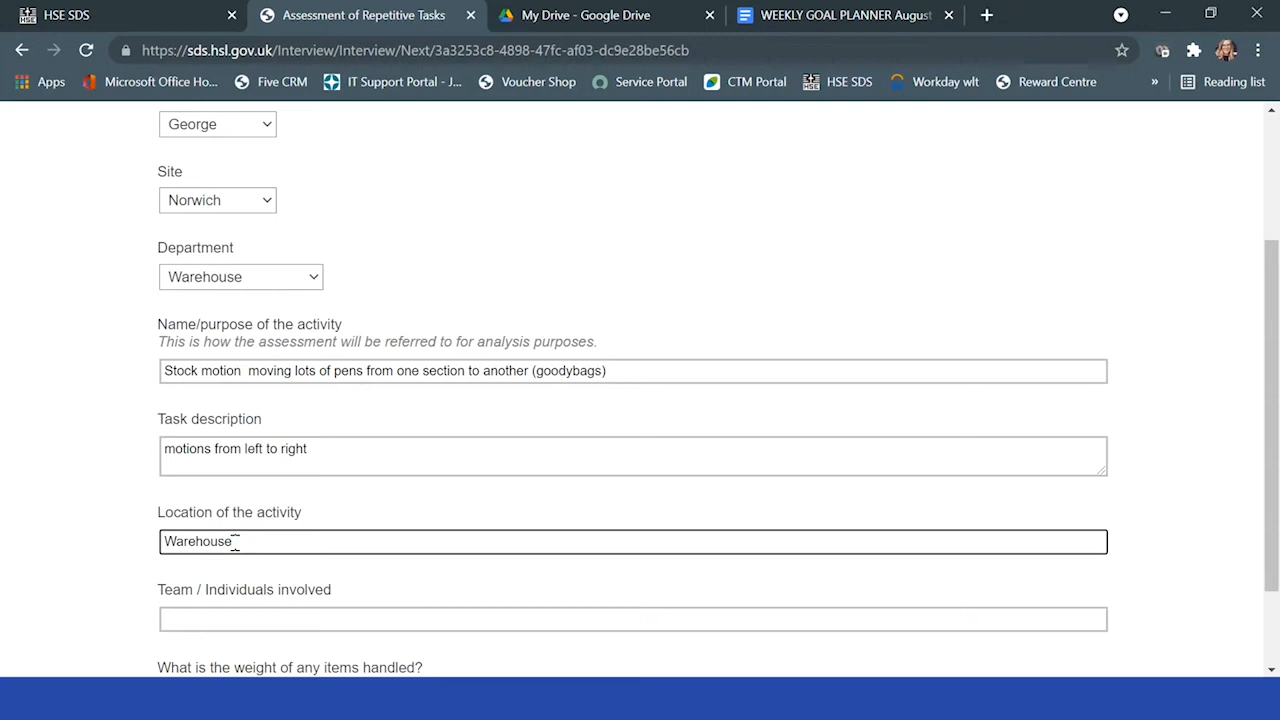 HSE SDS
Assessment of Repetitive Tasks
My Drive - Google Drive
WEEKLY GOAL PLANNER August
https://sds.hsl.gov.uk/Interview/Interview/Next/3a3253c8-4898-47fc-af03-dc9e28be56cb
Apps
Microsoft Office Ho...
Five CRM
IT Support Portal - J...
Voucher Shop
Service Portal
CTM Portal
HSE SDS
Workday wlt
Reward Centre
»
Reading list
George
Site
Norwich
Department
Warehouse
Name/purpose of the activity
This is how the assessment will be referred to for analysis purposes.
Stock motion  moving lots of pens from one section to another (goodybags)
Task description
motions from left to right
Location of the activity
Warehouse
Team / Individuals involved
What is the weight of any items handled?